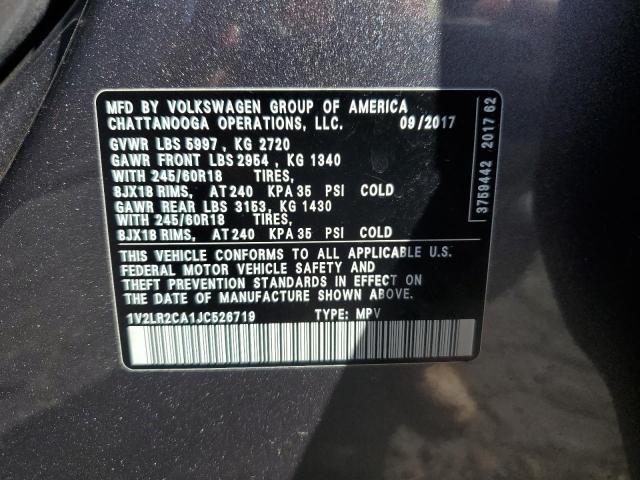 MFD BY VOLKSWAGEN GROUP OF AMERICA
CHATTANOOGA OPERATIONS, LLC. 09/2017
GVWR LBS 5997 , KG 2720
GAWR FRONT LBS 2954 , KG 1340
WITH 245/60R18 TIRES,
8JX18 RIMS, AT 240 KPA 35 PSI COLD
GAWR REAR LBS 3153, KG 1430
WITH 245/60R18 TIRES,
8JX18 RIMS, AT 240 KPA 35 PSI COLD
THIS VEHICLE CONFORMS TO ALL APPLICABLE U.S.
FEDERAL MOTOR VEHICLE SAFETY AND
THEFT PREVENTION STANDARDS IN EFFECT ON
THE DATE OF MANUFACTURE SHOWN ABOVE.
1V2LR2CA1JC526719 TYPE: MPV
3759442 2017 62